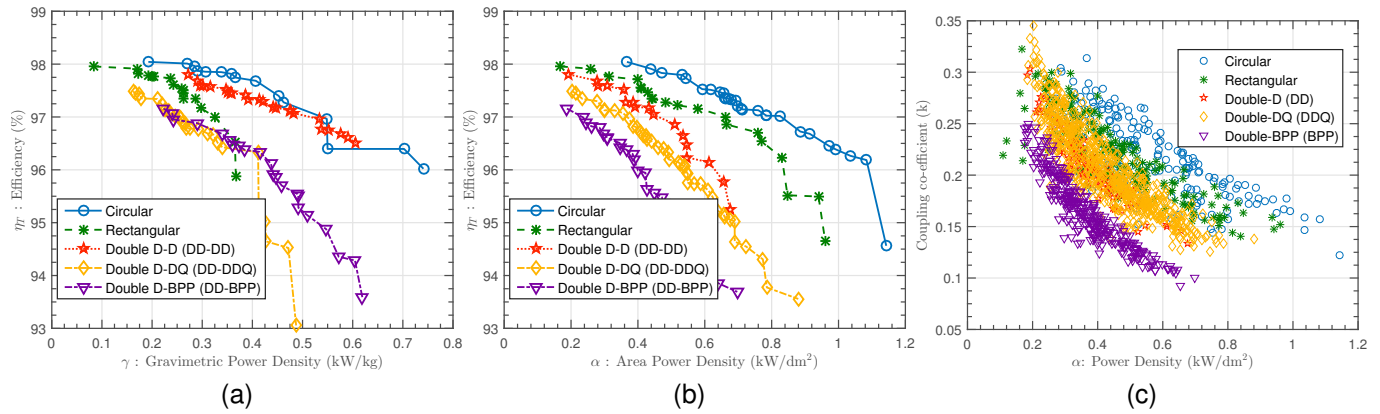 99
98
97
96
95
94
93
ηT : Efficiency (%)
Circular
Rectangular
Double D-D (DD-DD)
Double D-DQ (DD-DDQ)
Double D-BPP (DD-BPP)
0 0.1 0.2 0.3 0.4 0.5 0.6 0.7 0.8
γ : Gravimetric Power Density (kW/kg)
(a)
99
98
97
96
95
94
93
ηT : Efficiency (%)
Circular
Rectangular
Double D-D (DD-DD)
Double D-DQ (DD-DDQ)
Double D-BPP (DD-BPP)
0 0.2 0.4 0.6 0.8 1 1.2
α : Area Power Density (kW/dm²)
(b)
0.35
0.3
0.25
0.2
0.15
0.1
0.05
Coupling co-efficient (k)
Circular
Rectangular
Double-D (DD)
Double-DQ (DDQ)
Double-BPP (BPP)
0 0.2 0.4 0.6 0.8 1 1.2
α: Power Density (kW/dm²)
(c)